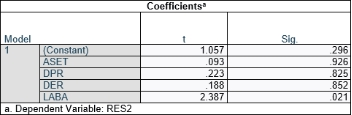 Coefficientsa
Model t Sig.
1 (Constant) 1.057 .296
ASET .093 .926
DPR .223 .825
DER .188 .852
LABA 2.387 .021
a. Dependent Variable: RES2